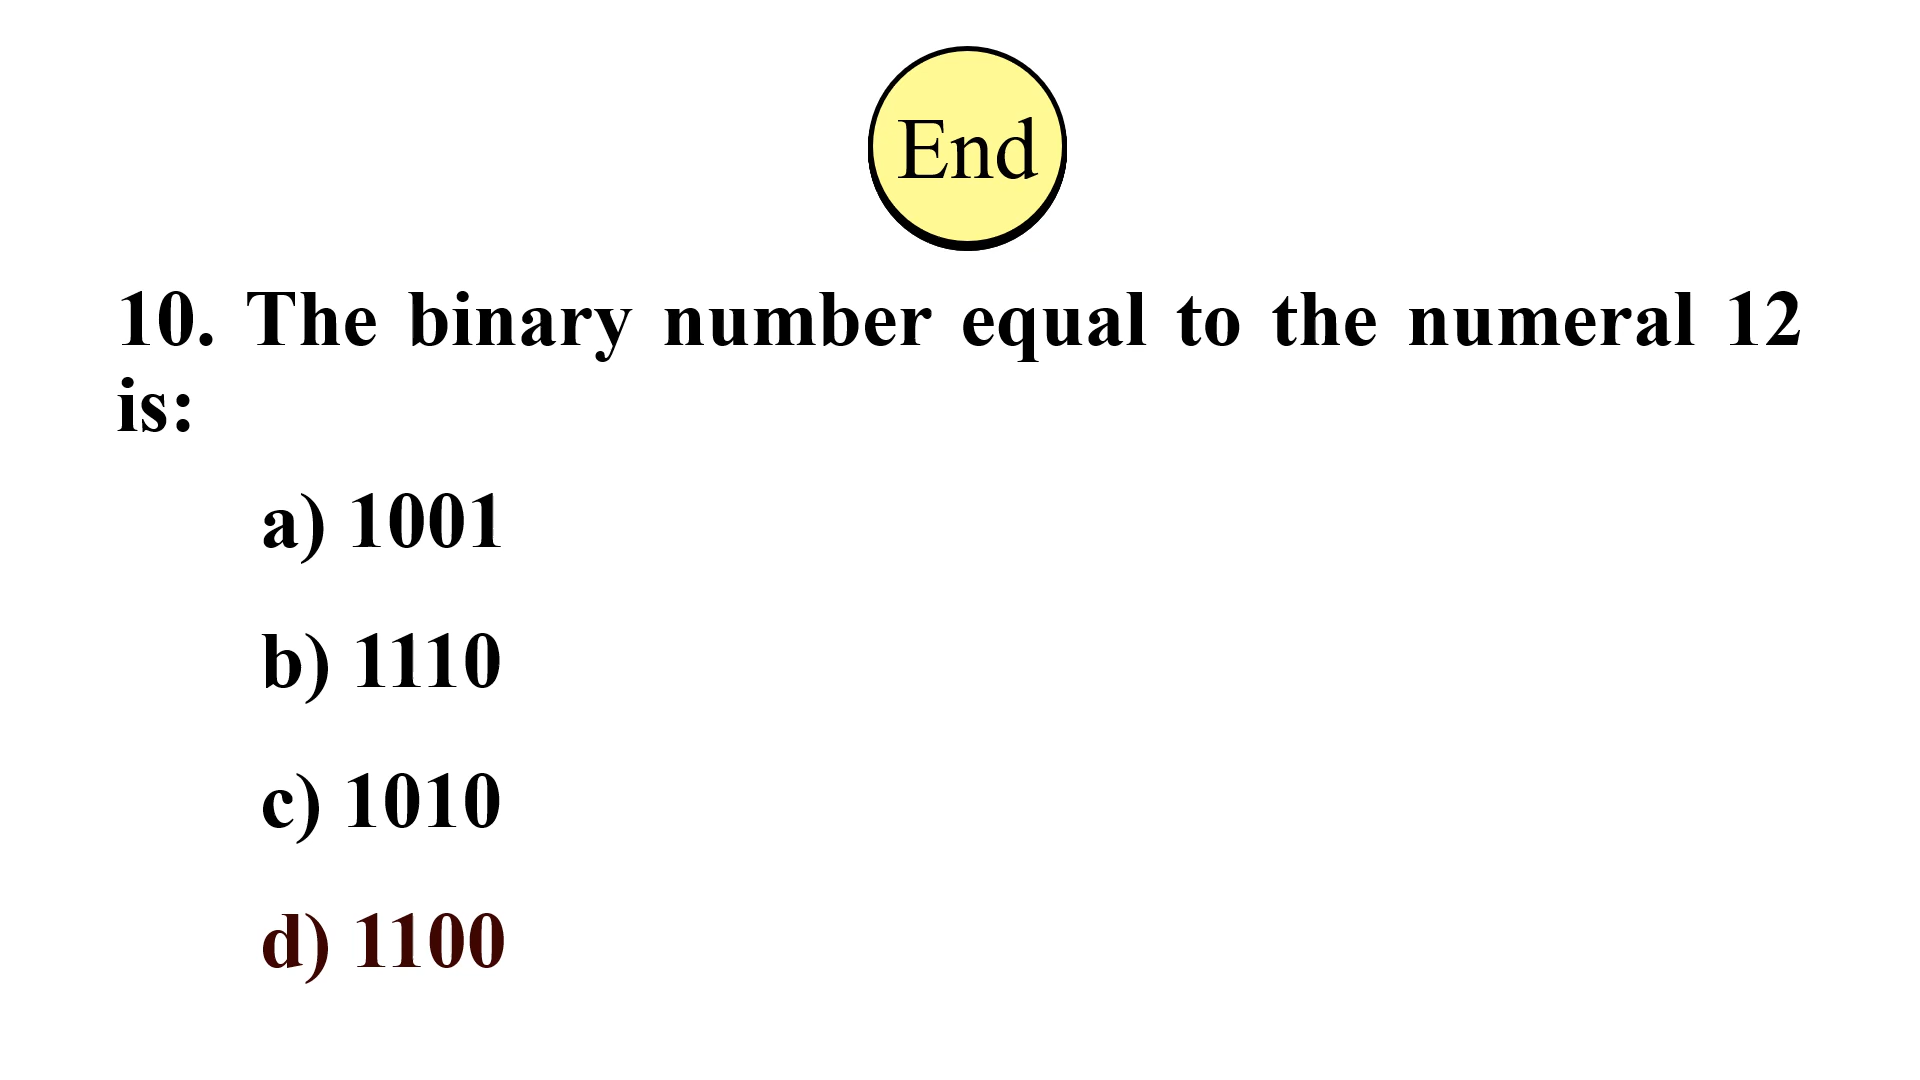 End
10. The binary number equal to the numeral 12
is:
a) 1001
b) 1110
c) 1010
d) 1100